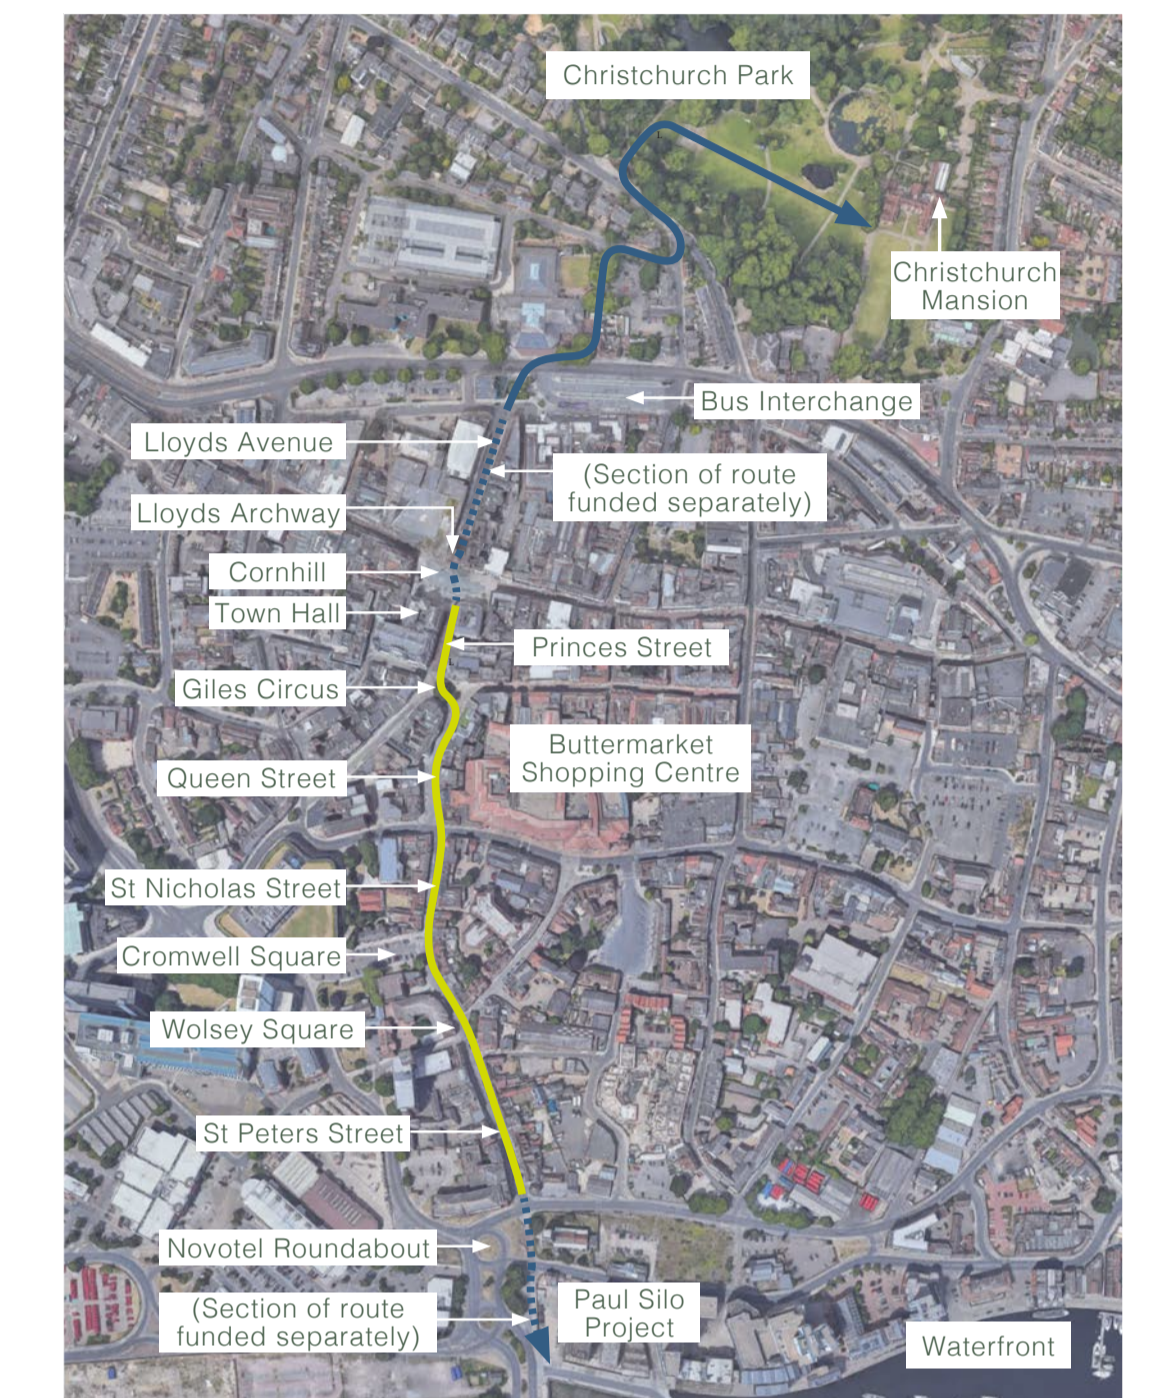 Christchurch Park
Christchurch
Mansion
Bus Interchange
Lloyds Avenue
(Section of route
funded separately)
Lloyds Archway
Cornhill
Town Hall
Princes Street
Giles Circus
Buttermarket
Shopping Centre
Queen Street
St Nicholas Street
Cromwell Square
Wolsey Square
St Peters Street
Novotel Roundabout
(Section of route
funded separately)
Paul Silo
Project
Waterfront